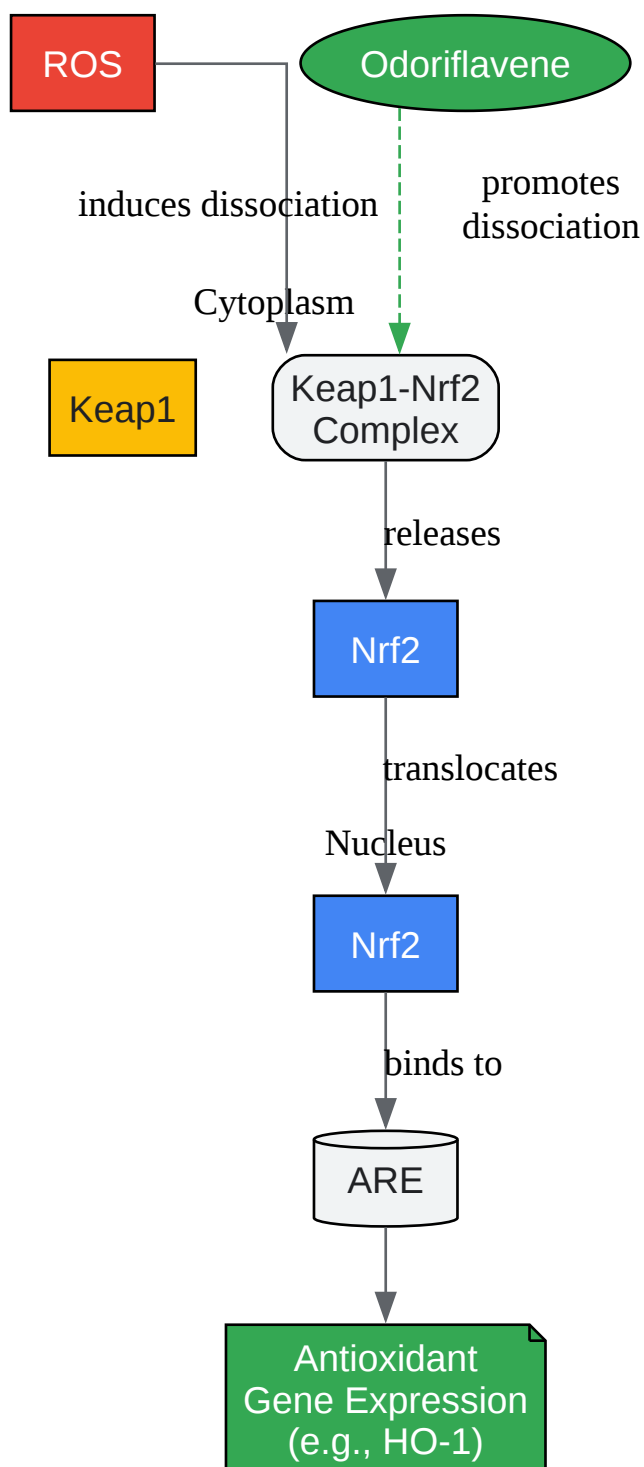 ROS
Odoriflavene
induces dissociation
promotes
dissociation
Cytoplasm
Keap1
Keap1-Nrf2
Complex
releases
Nrf2
translocates
Nucleus
Nrf2
binds to
ARE
Antioxidant
Gene Expression
(e.g., HO-1)